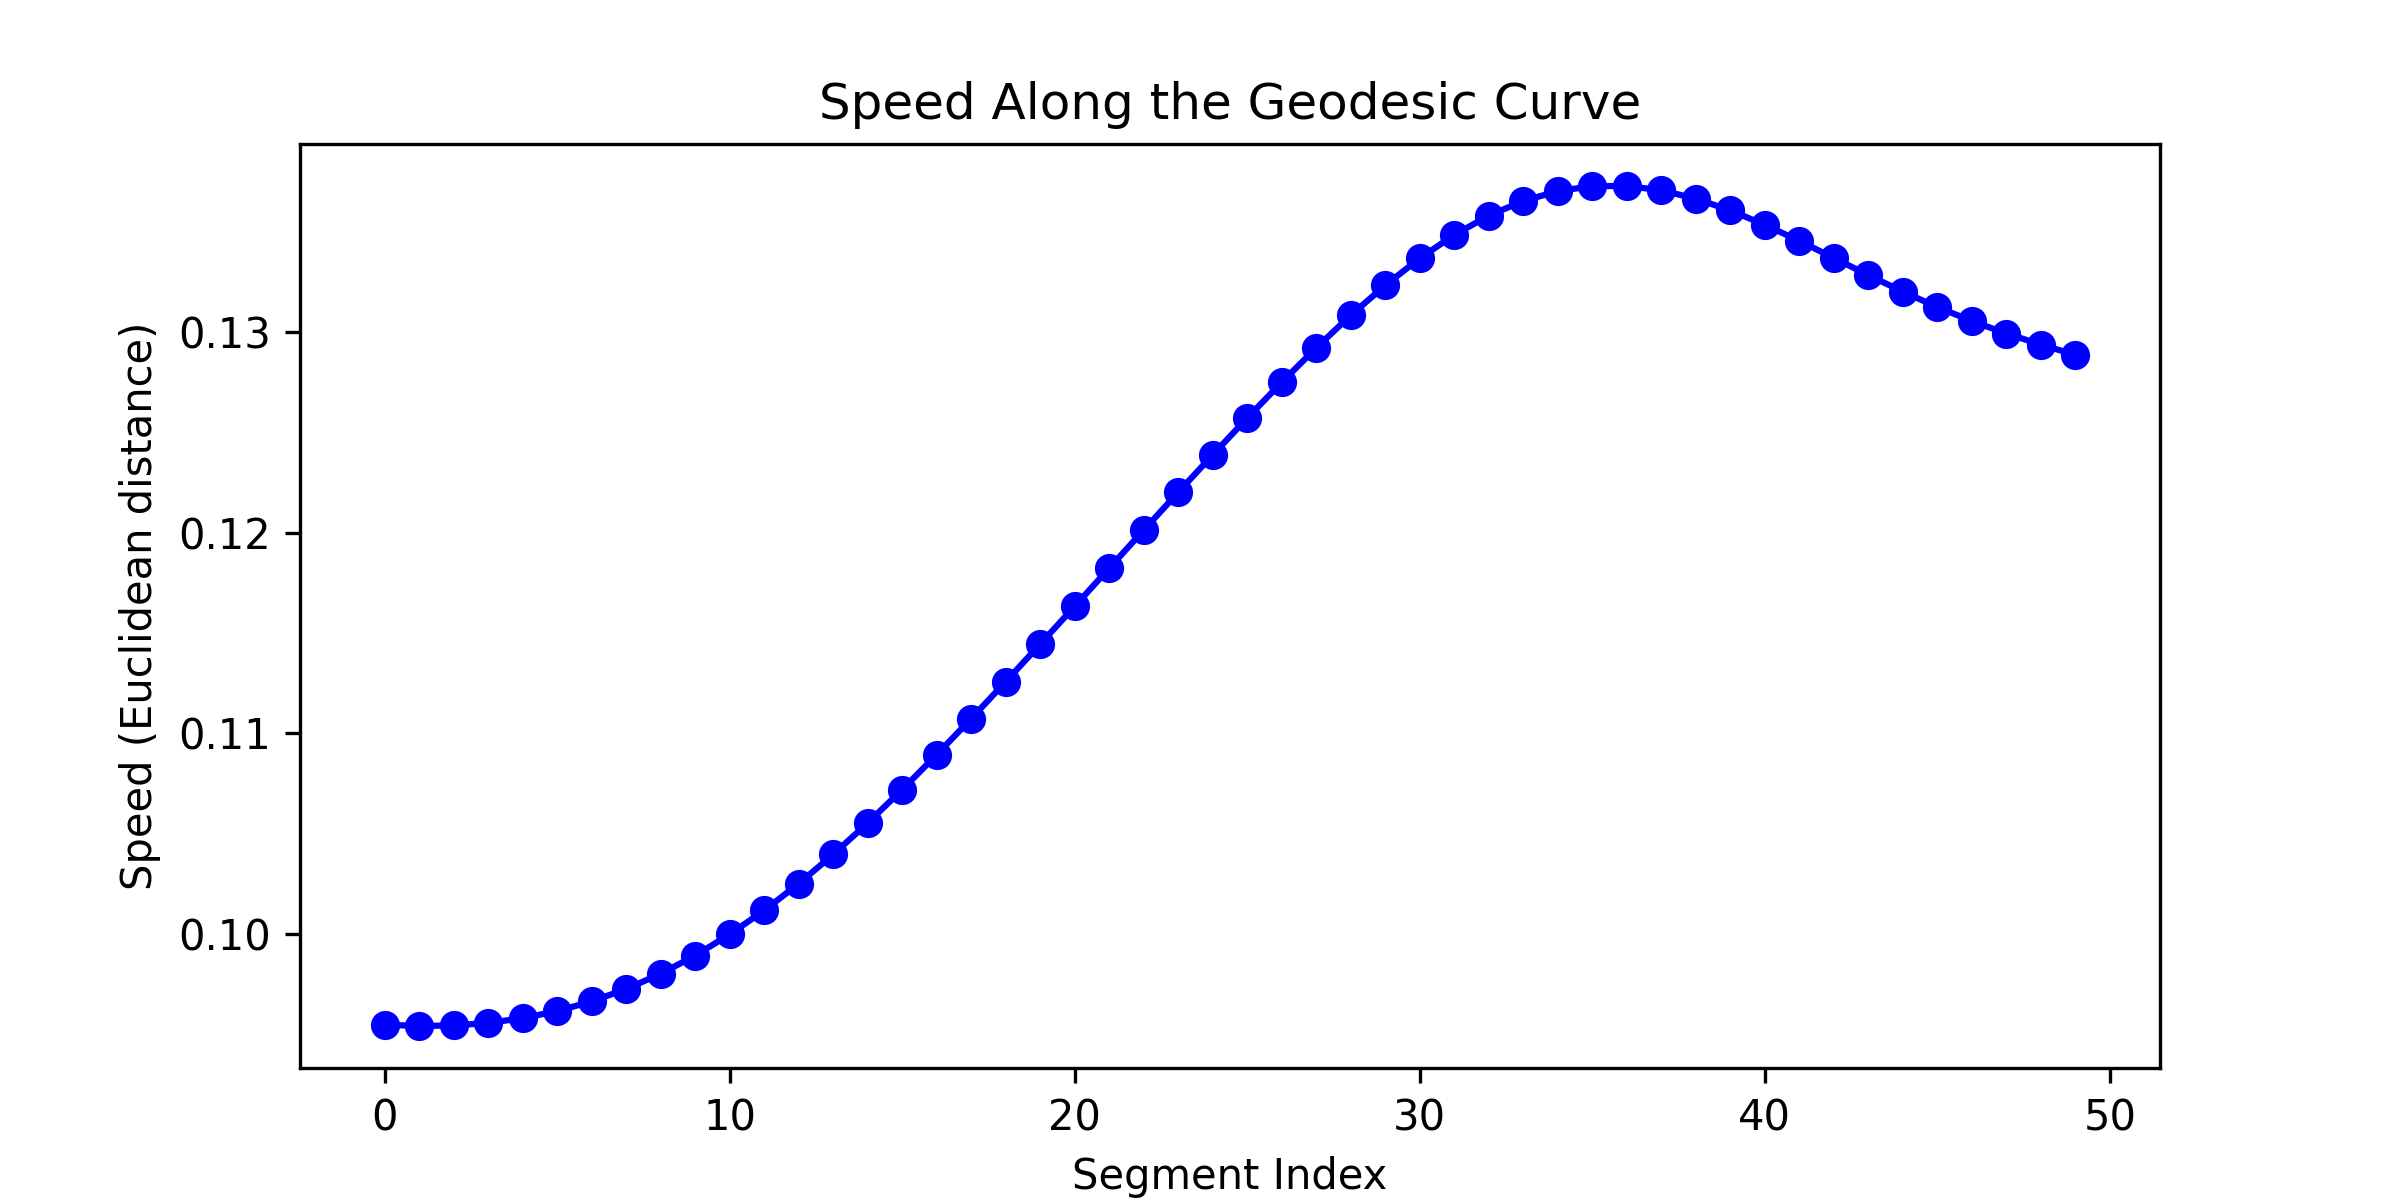 Speed Along the Geodesic Curve
Speed (Euclidean distance)
0.13
0.12
0.11
0.10
0 10 20 30 40 50
Segment Index